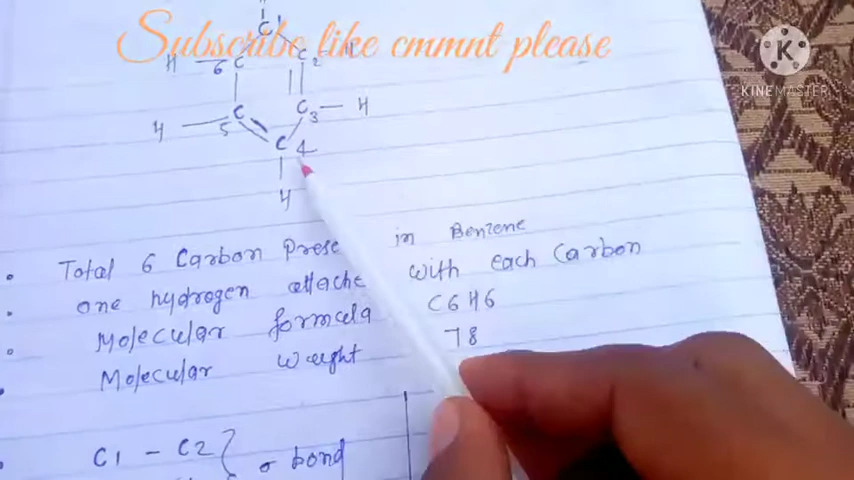 Subscribe like cmmnt please
KINEMASTER
H
C 1
H 6 C C 2 H
H 5 C C 3 H
C 4
H
Total 6 Carbon Prese in Benzene
one hydrogen attache with each Carbon
Molecular formula C6H6
Molecular weight 78
C1 - C2 } σ bond